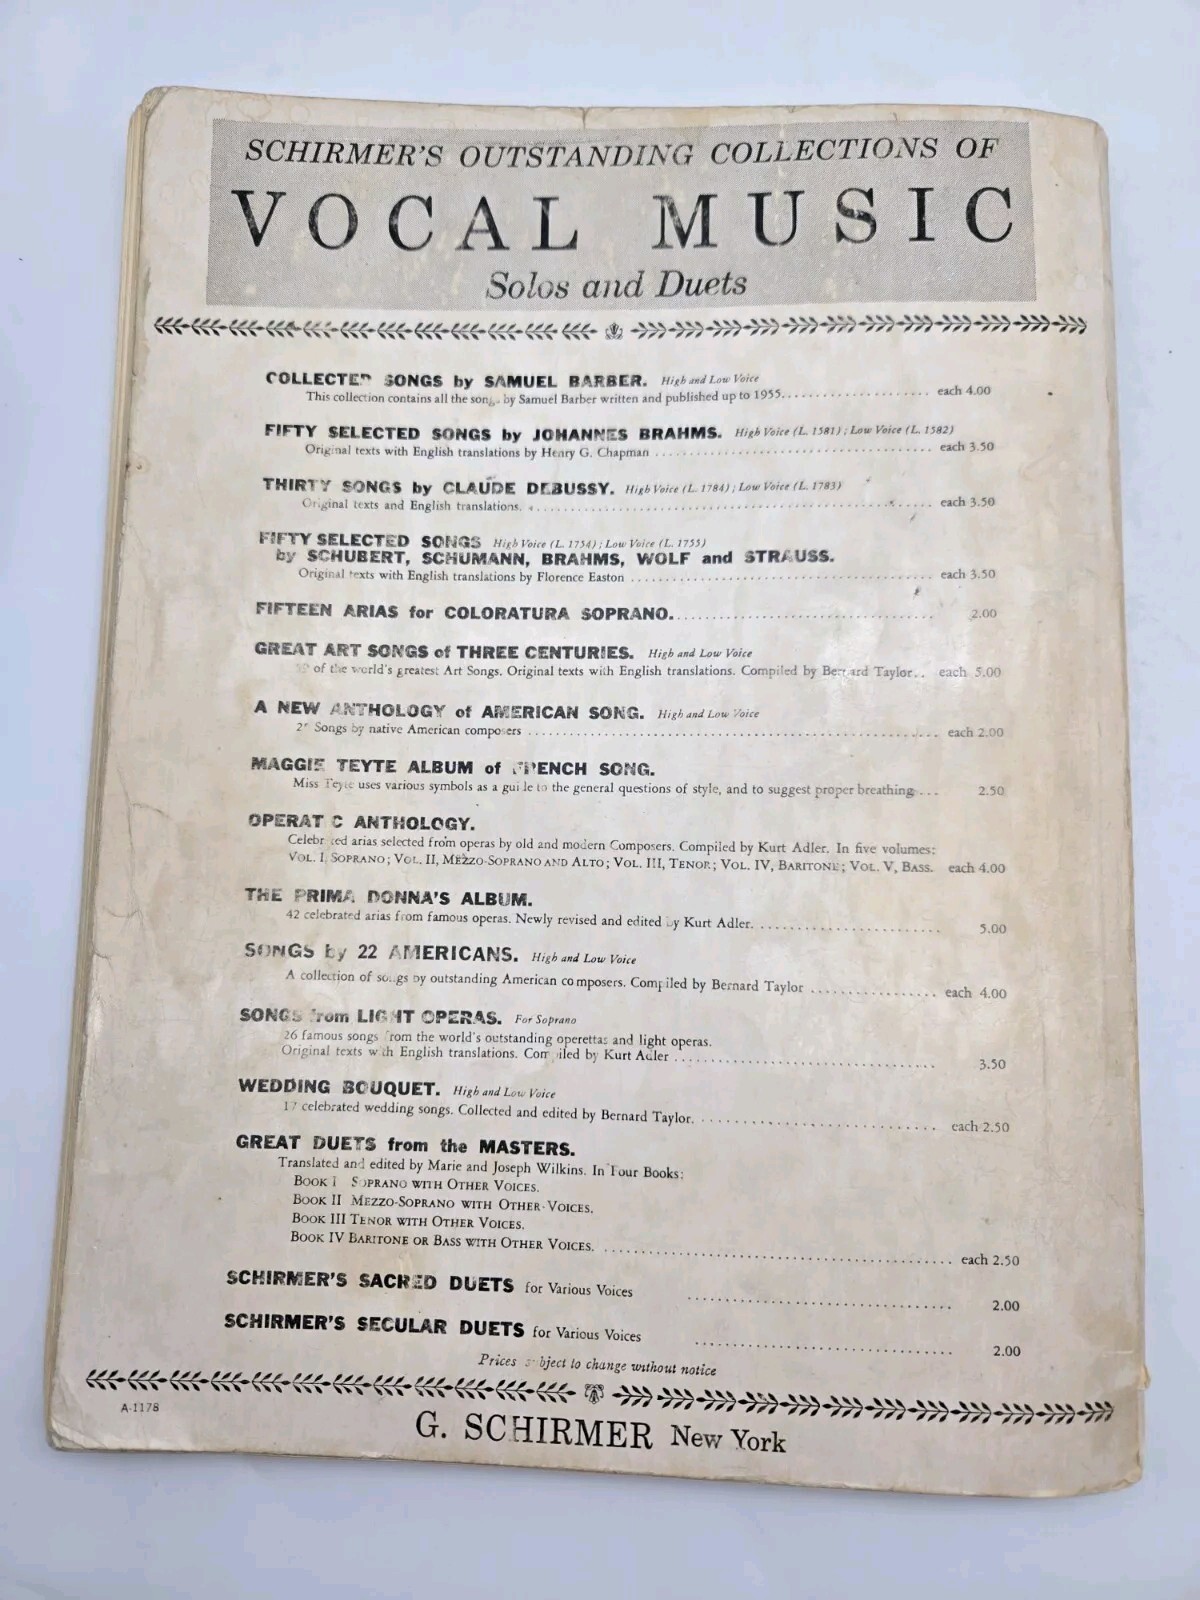 SCHIRMER'S OUTSTANDING COLLECTIONS OF
VOCAL MUSIC
Solos and Duets
COLLECTED SONGS by SAMUEL BARBER. High and Low Voice
This collection contains all the songs by Samuel Barber written and published up to 1955. each 4.00
FIFTY SELECTED SONGS by JOHANNES BRAHMS. High Voice (L. 1581); Low Voice (L. 1582)
Original texts with English translations by Henry G. Chapman each 3.50
THIRTY SONGS by CLAUDE DEBUSSY. High Voice (L. 1784); Low Voice (L. 1783)
Original texts and English translations. each 3.50
FIFTY SELECTED SONGS High Voice (L. 1754); Low Voice (L. 1755)
by SCHUBERT, SCHUMANN, BRAHMS, WOLF and STRAUSS.
Original texts with English translations by Florence Easton each 3.50
FIFTEEN ARIAS for COLORATURA SOPRANO. 2.00
GREAT ART SONGS of THREE CENTURIES. High and Low Voice
of the world's greatest Art Songs. Original texts with English translations. Compiled by Bernard Taylor.. each 5.00
A NEW ANTHOLOGY of AMERICAN SONG. High and Low Voice
Songs by native American composers each 2.00
MAGGIE TEYTE ALBUM of FRENCH SONG.
Miss Teyte uses various symbols as a guide to the general questions of style, and to suggest proper breathing ... 2.50
OPERATIC ANTHOLOGY.
Celebrated arias selected from operas by old and modern Composers. Compiled by Kurt Adler. In five volumes:
VOL. I, SOPRANO; VOL. II, MEZZO-SOPRANO AND ALTO; VOL. III, TENOR; VOL. IV, BARITONE; VOL. V, BASS. each 4.00
THE PRIMA DONNA'S ALBUM.
42 celebrated arias from famous operas. Newly revised and edited by Kurt Adler. 5.00
SONGS by 22 AMERICANS. High and Low Voice
A collection of songs by outstanding American composers. Compiled by Bernard Taylor each 4.00
SONGS from LIGHT OPERAS. For Soprano
26 famous songs from the world's outstanding operettas and light operas.
Original texts with English translations. Compiled by Kurt Adler 3.50
WEDDING BOUQUET. High and Low Voice
17 celebrated wedding songs. Collected and edited by Bernard Taylor. each 2.50
GREAT DUETS from the MASTERS.
Translated and edited by Marie and Joseph Wilkins. In Four Books:
BOOK I SOPRANO WITH OTHER VOICES.
BOOK II MEZZO-SOPRANO WITH OTHER VOICES.
BOOK III TENOR WITH OTHER VOICES.
BOOK IV BARITONE OR BASS WITH OTHER VOICES. each 2.50
SCHIRMER'S SACRED DUETS for Various Voices 2.00
SCHIRMER'S SECULAR DUETS for Various Voices 2.00
Prices subject to change without notice
A-1178
G. SCHIRMER New York